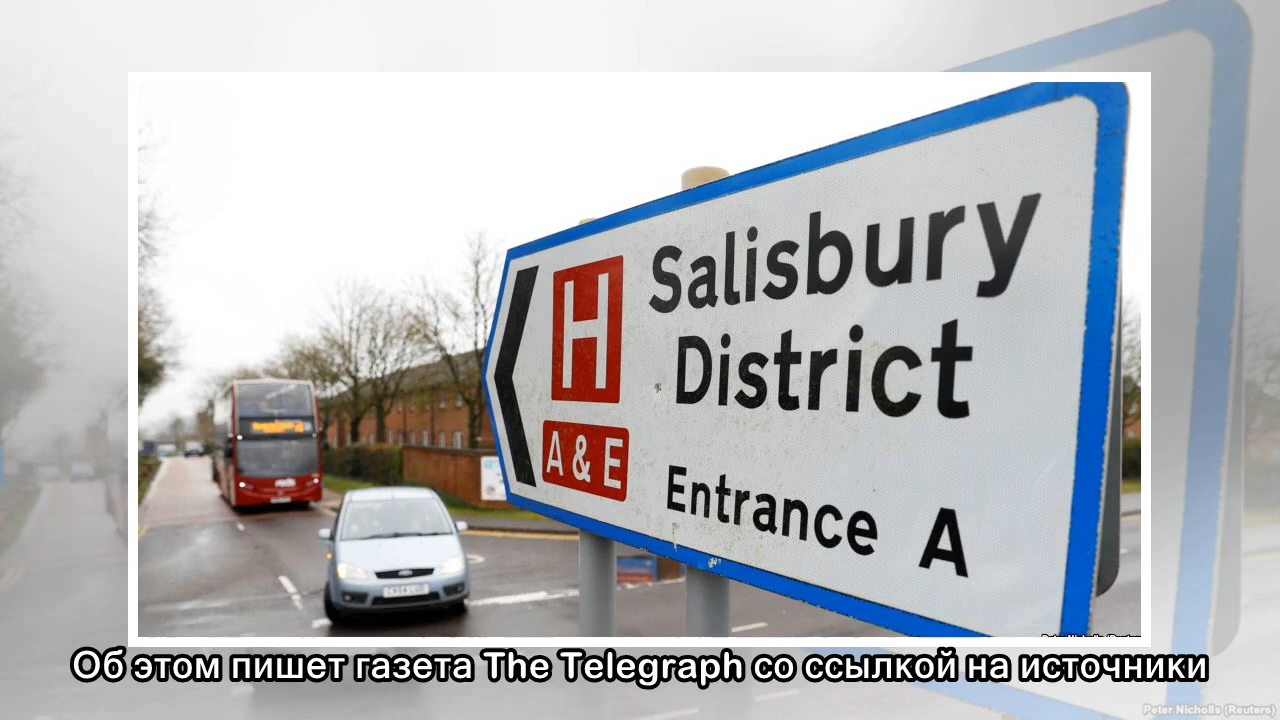 H
A & E
Salisbury
District
Entrance A
Об этом пишет газета The Telegraph со ссылкой на источники
Peter Nicholls (Reuters)